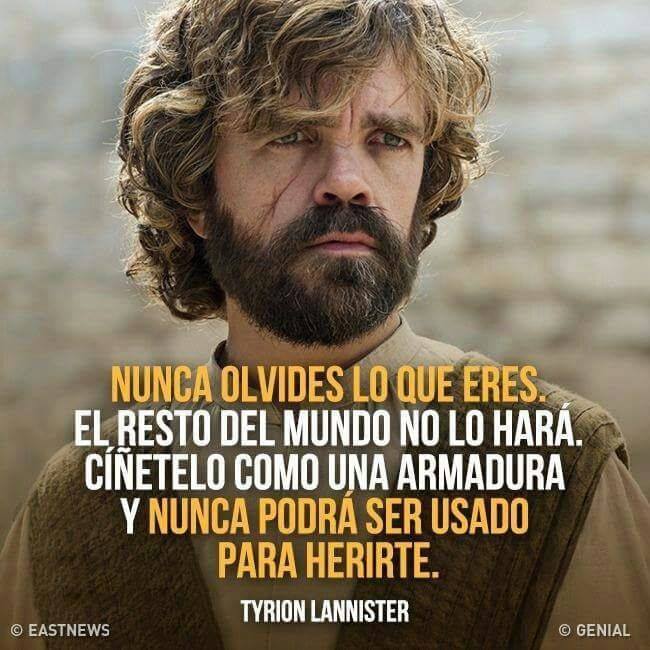 NUNCA OLVIDES LO QUE ERES.
EL RESTO DEL MUNDO NO LO HARÁ.
CÍÑETELO COMO UNA ARMADURA
Y NUNCA PODRÁ SER USADO
PARA HERIRTE.
TYRION LANNISTER
© EASTNEWS
© GENIAL